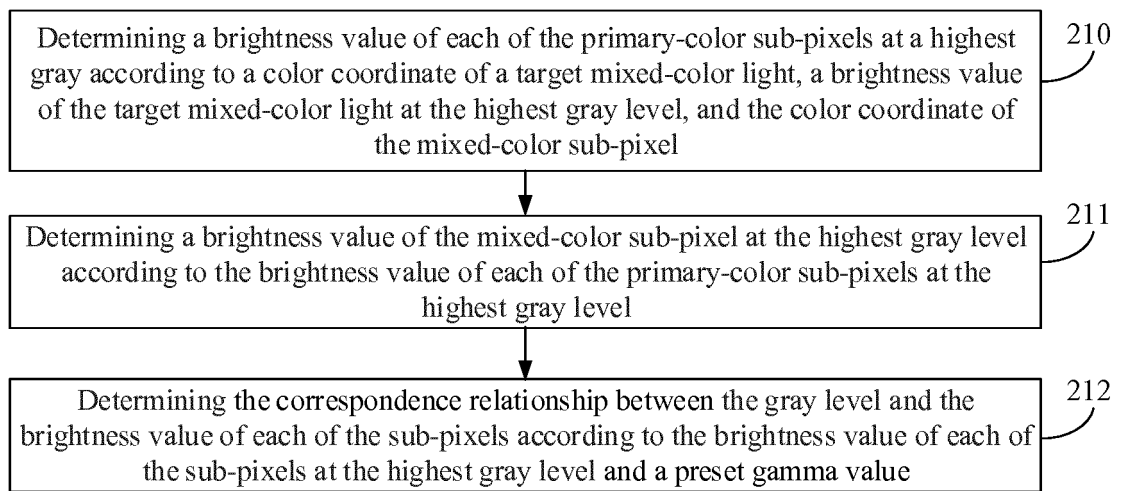 Determining a brightness value of each of the primary-color sub-pixels at a highest
gray according to a color coordinate of a target mixed-color light, a brightness value
of the target mixed-color light at the highest gray level, and the color coordinate of
the mixed-color sub-pixel
210
Determining a brightness value of the mixed-color sub-pixel at the highest gray level
according to the brightness value of each of the primary-color sub-pixels at the
highest gray level
211
Determining the correspondence relationship between the gray level and the
brightness value of each of the sub-pixels according to the brightness value of each of
the sub-pixels at the highest gray level and a preset gamma value
212